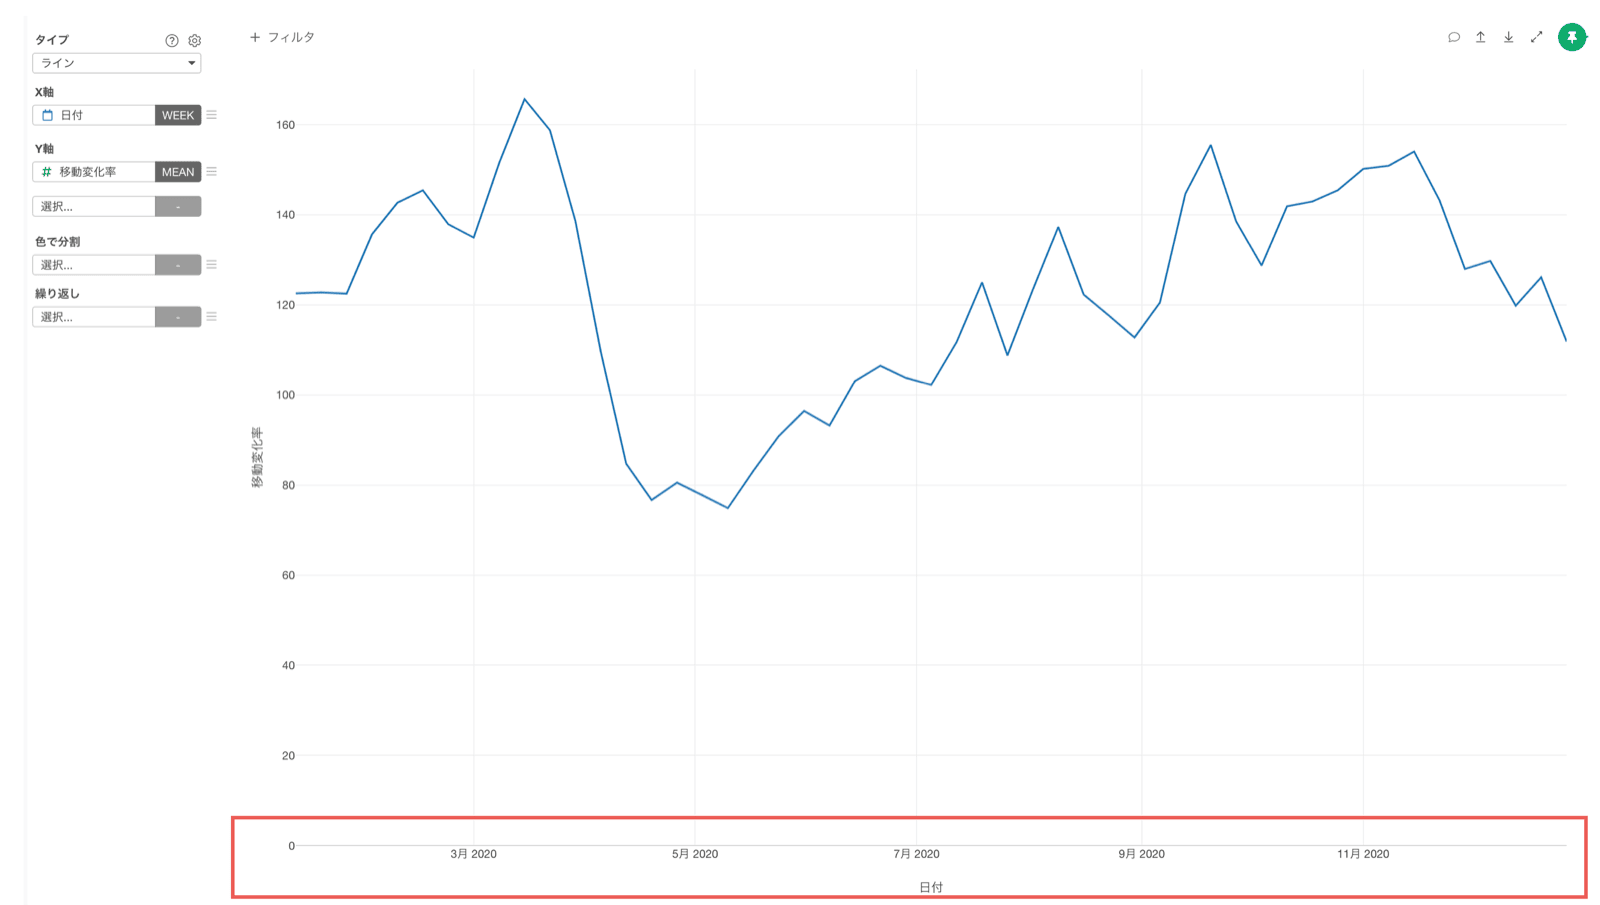 タイプ
ライン
X軸
日付 WEEK
Y軸
移動変化率 MEAN
選択... -
色で分割
選択... -
繰り返し
選択... -
+ フィルタ
移動変化率
160
140
120
100
80
60
40
20
0
3月 2020 5月 2020 7月 2020 9月 2020 11月 2020
日付